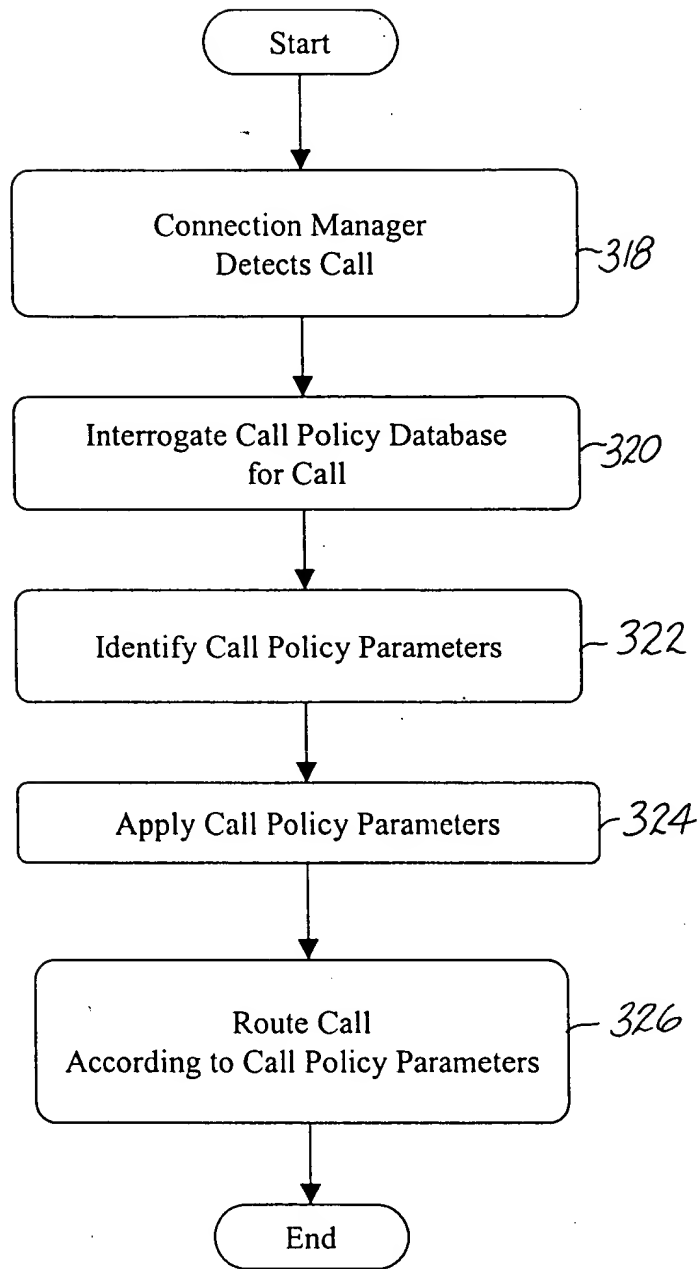 Start
Connection Manager
Detects Call
318
Interrogate Call Policy Database
for Call
320
Identify Call Policy Parameters
322
Apply Call Policy Parameters
324
Route Call
According to Call Policy Parameters
326
End